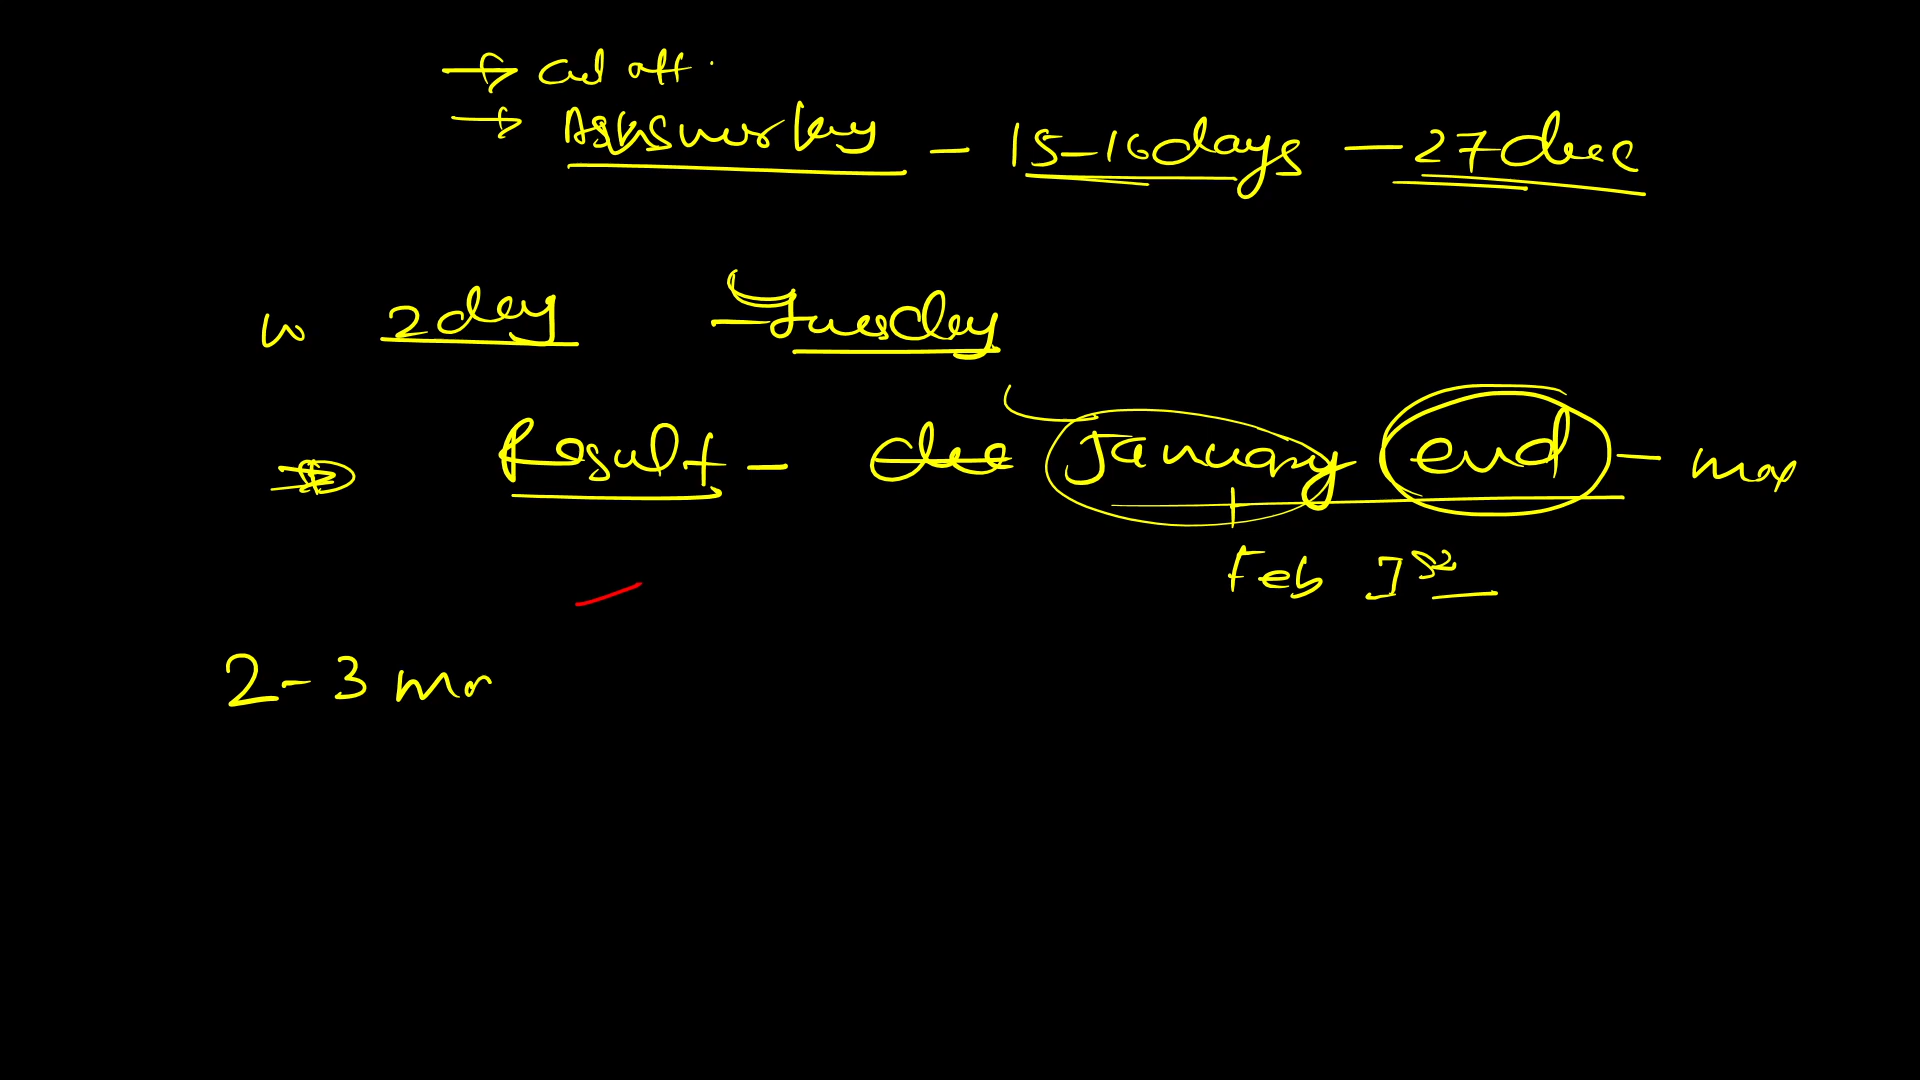 → Cut off
→ Answer key - 15-16 days - 27 dec
w 2 day - Tuesday
→ Result - dec January end - max
Feb 1st
2-3 mo